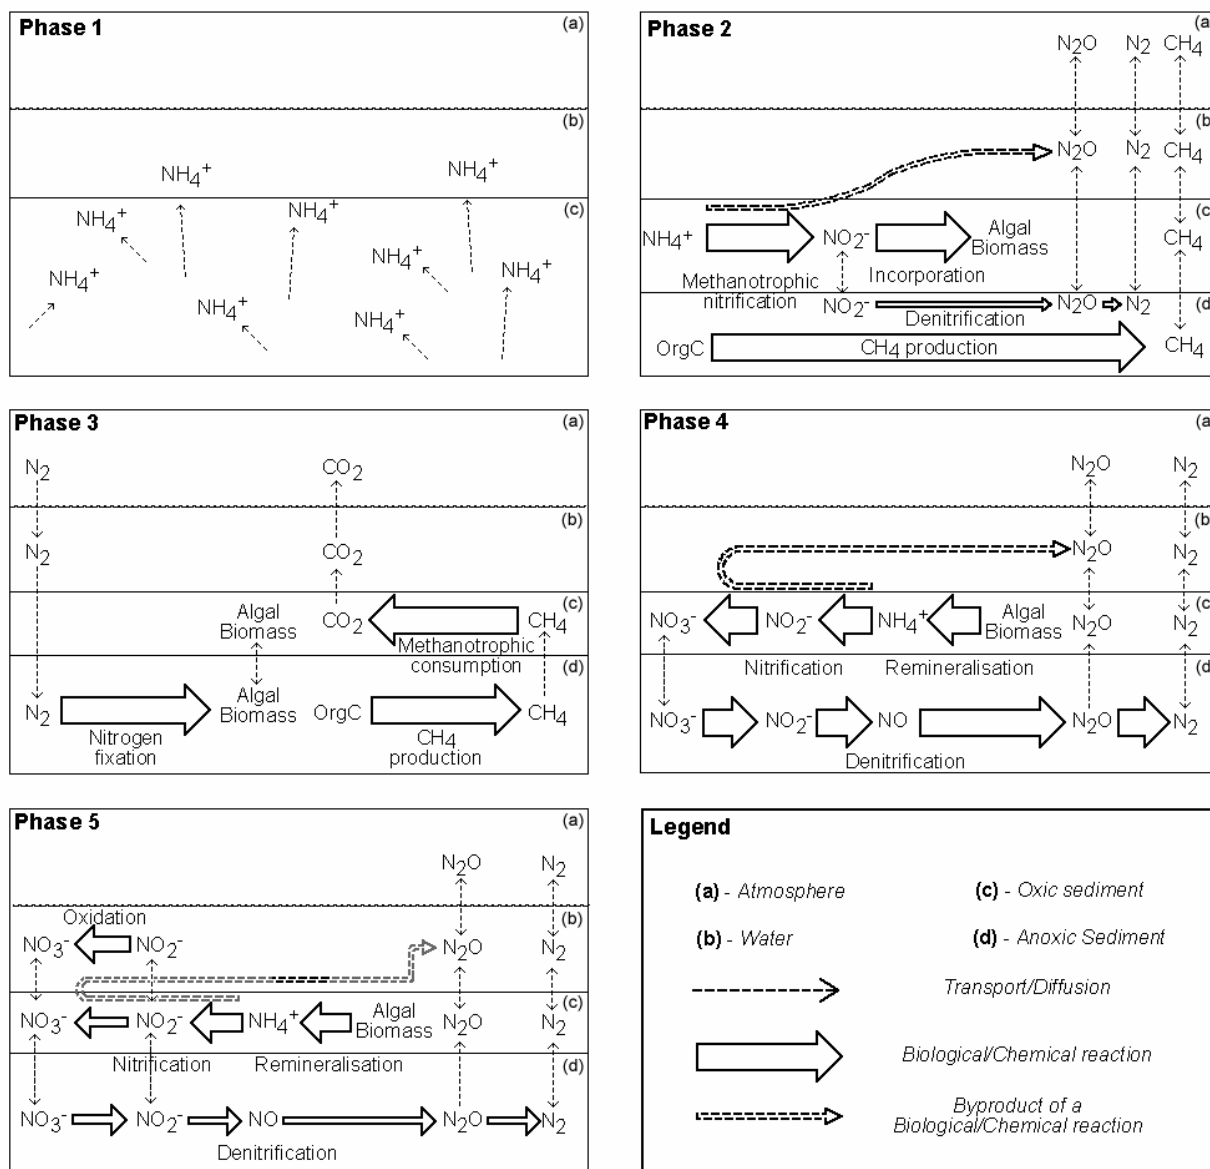 Phase 1
(a)
(b)
NH4+
NH4+
(c)
NH4+
NH4+
NH4+
NH4+
NH4+
NH4+
Phase 2
(a
N2O N2 CH4
(b
N2O N2 CH4
(c
NH4+ NO2- Algal
Biomass
CH4
Methanotrophic
nitrification
Incorporation
(d
NO2- N2O N2
Denitrification
OrgC CH4 production CH4
Phase 3
(a)
N2 CO2
(b)
N2 CO2
(c)
Algal
Biomass
CO2 CH4
Methanotrophic
consumption
(d)
N2 Algal
Biomass
OrgC CH4
Nitrogen
fixation
CH4
production
Phase 4
(a
N2O N2
(b
N2O N2
(c
NO3- NO2- NH4+ Algal
Biomass
N2O N2
Nitrification Remineralisation
(d
NO3- NO2- NO N2O N2
Denitrification
Phase 5
(a)
N2O N2
Oxidation
(b)
NO3- NO2- N2O N2
(c)
NO3- NO2- NH4+ Algal
Biomass
N2O N2
Nitrification Remineralisation
(d)
NO3- NO2- NO N2O N2
Denitrification
Legend
(a) - Atmosphere
(c) - Oxic sediment
(b) - Water
(d) - Anoxic Sediment
Transport/Diffusion
Biological/Chemical reaction
Byproduct of a
Biological/Chemical reaction